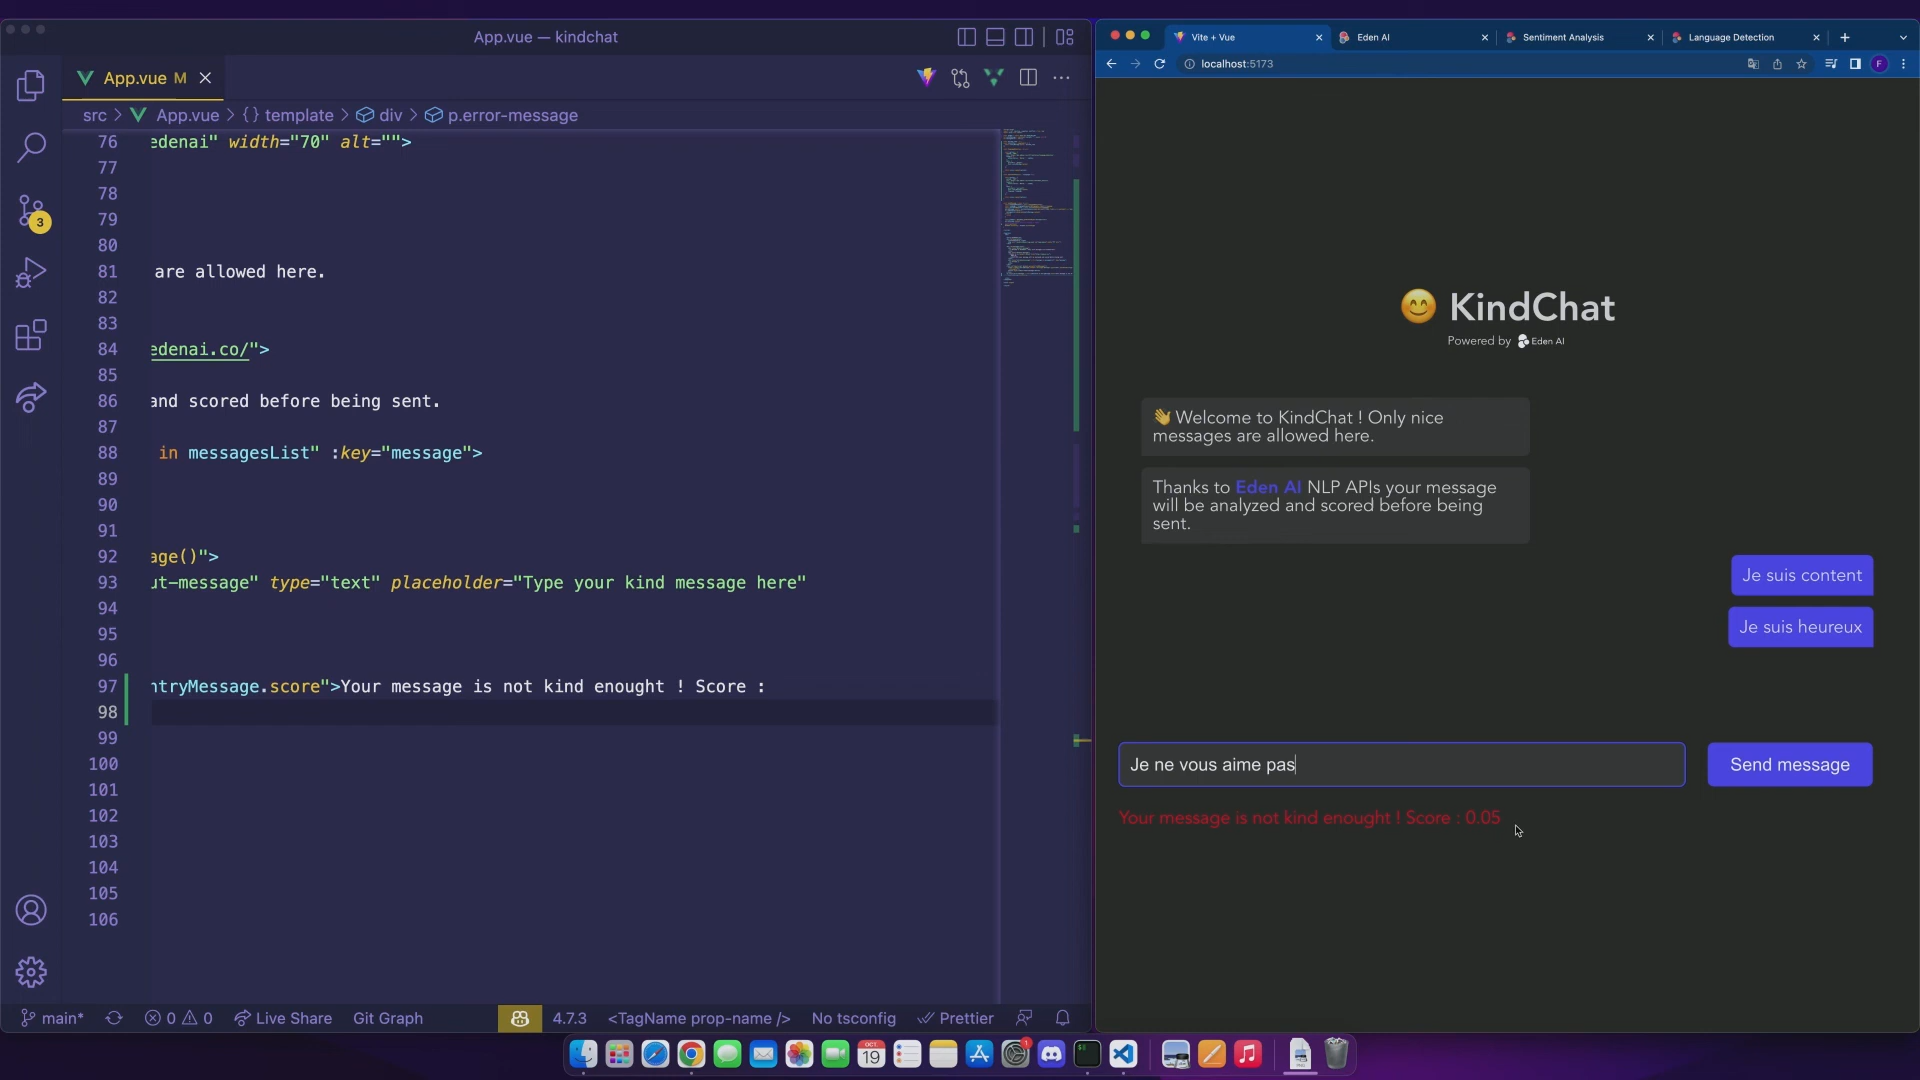 App.vue — kindchat
App.vue M
src > App.vue > {} template > div > p.error-message
76 edenai" width="70" alt="">
77
78
79
80
81 are allowed here.
82
83
84 edenai.co/">
85
86 and scored before being sent.
87
88 in messagesList" :key="message">
89
90
91
92 age()">
93 ut-message" type="text" placeholder="Type your kind message here"
94
95
96
97 ntryMessage.score">Your message is not kind enought ! Score :
98
99
100
101
102
103
104
105
106
3
main*
0
0
Live Share
Git Graph
4.7.3
<TagName prop-name />
No tsconfig
Prettier
Vite + Vue
Eden AI
Sentiment Analysis
Language Detection
localhost:5173
F
KindChat
Powered by Eden AI
Welcome to KindChat ! Only nice
messages are allowed here.
Thanks to Eden AI NLP APIs your message
will be analyzed and scored before being
sent.
Je suis content
Je suis heureux
Je ne vous aime pas
Send message
Your message is not kind enought ! Score : 0.05
OCT.
19
1